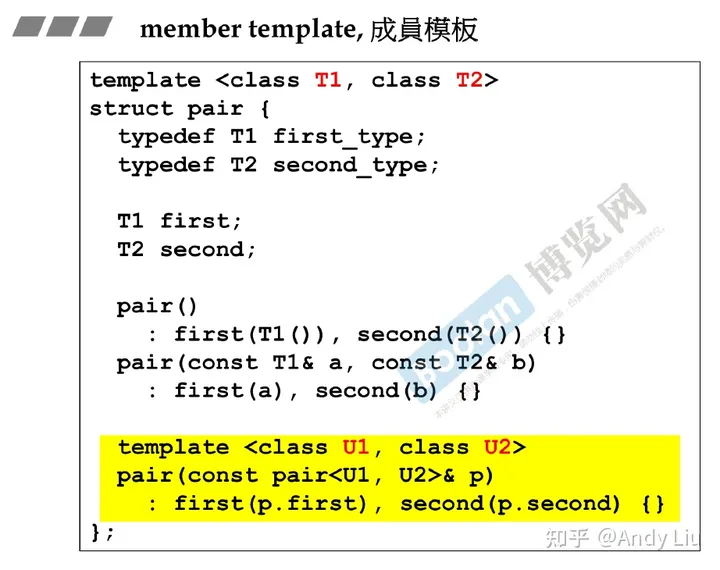 member template, 成員模板
template <class T1, class T2>
struct pair {
  typedef T1 first_type;
  typedef T2 second_type;
  T1 first;
  T2 second;
  pair()
    : first(T1()), second(T2()) {}
  pair(const T1& a, const T2& b)
    : first(a), second(b) {}
  template <class U1, class U2>
  pair(const pair<U1, U2>& p)
    : first(p.first), second(p.second) {}
};
Boolan
博览网
知乎 @Andy Liu